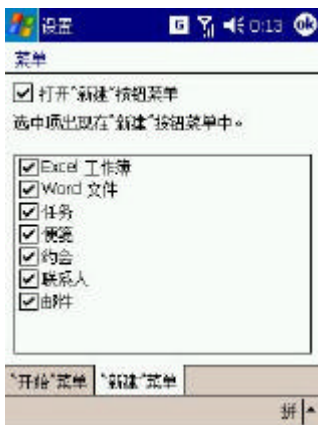 设置 G 0:13 ok
菜单
打开"新建"按钮菜单
选中项出现在"新建"按钮菜单中。
Excel 工作簿
Word 文件
任务
便笺
约会
联系人
邮件
"开始"菜单 "新建"菜单
拼